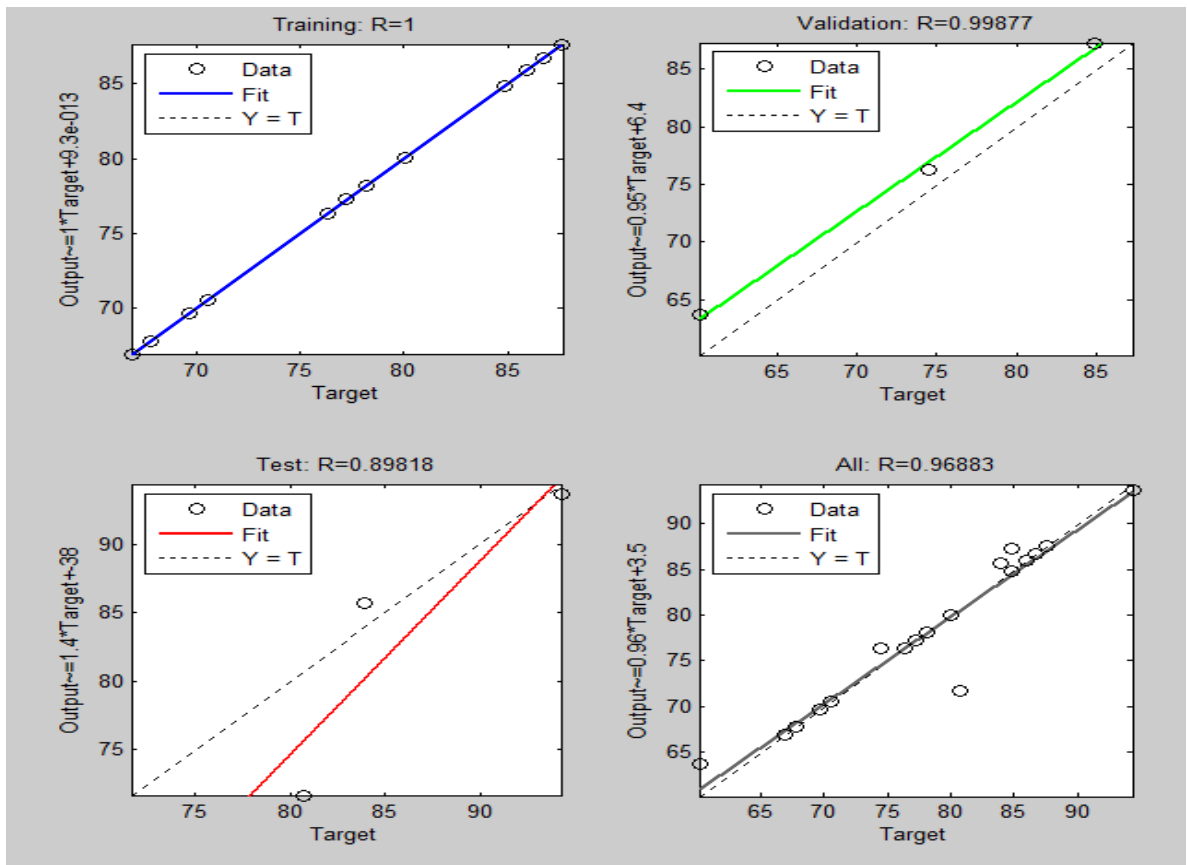 Training: R=1
Output~=1*Target+9.3e-013
Data
Fit
Y = T
85
80
75
70
70 75 80 85
Target
Validation: R=0.99877
Output~=0.95*Target+6.4
Data
Fit
Y = T
85
80
75
70
65
65 70 75 80 85
Target
Test: R=0.89818
Output~=1.4*Target+-38
Data
Fit
Y = T
90
85
80
75
75 80 85 90
Target
All: R=0.96883
Output~=0.96*Target+3.5
Data
Fit
Y = T
90
85
80
75
70
65
65 70 75 80 85 90
Target